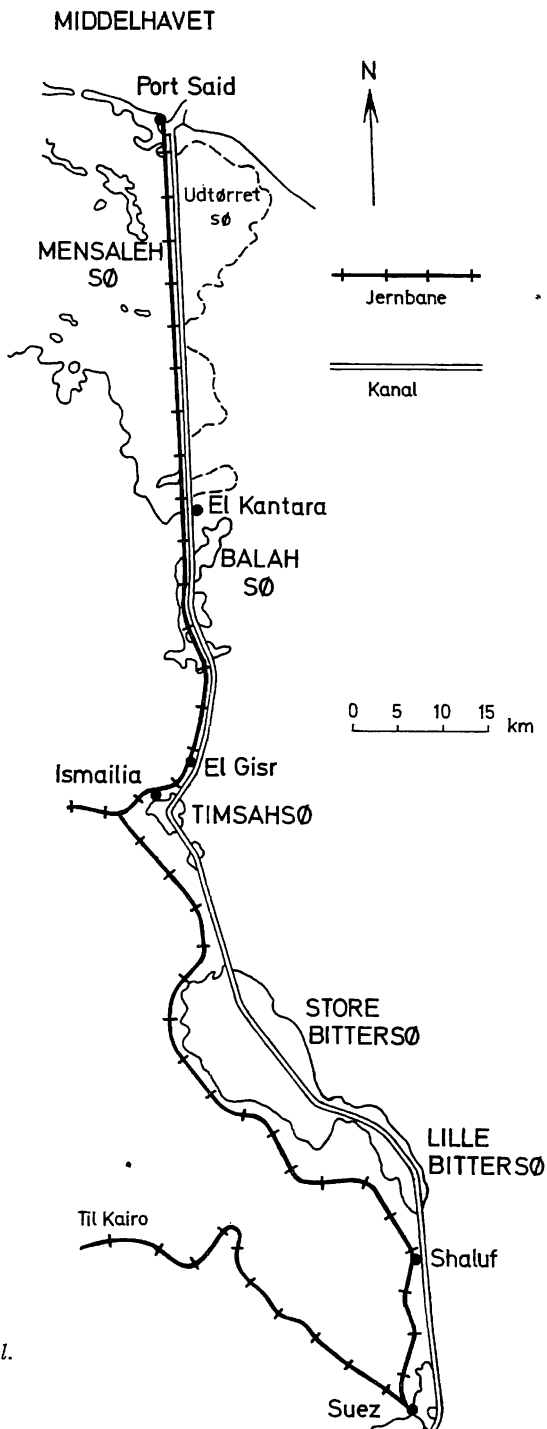 MIDDELHAVET
Port Said
N
Udtørret
sø
MENSALEH
SØ
Jernbane
Kanal
El Kantara
BALAH
SØ
0 5 10 15 km
Ismailia
El Gisr
TIMSAHSØ
STORE
BITTERSØ
LILLE
BITTERSØ
Til Kairo
Shaluf
l.
Suez